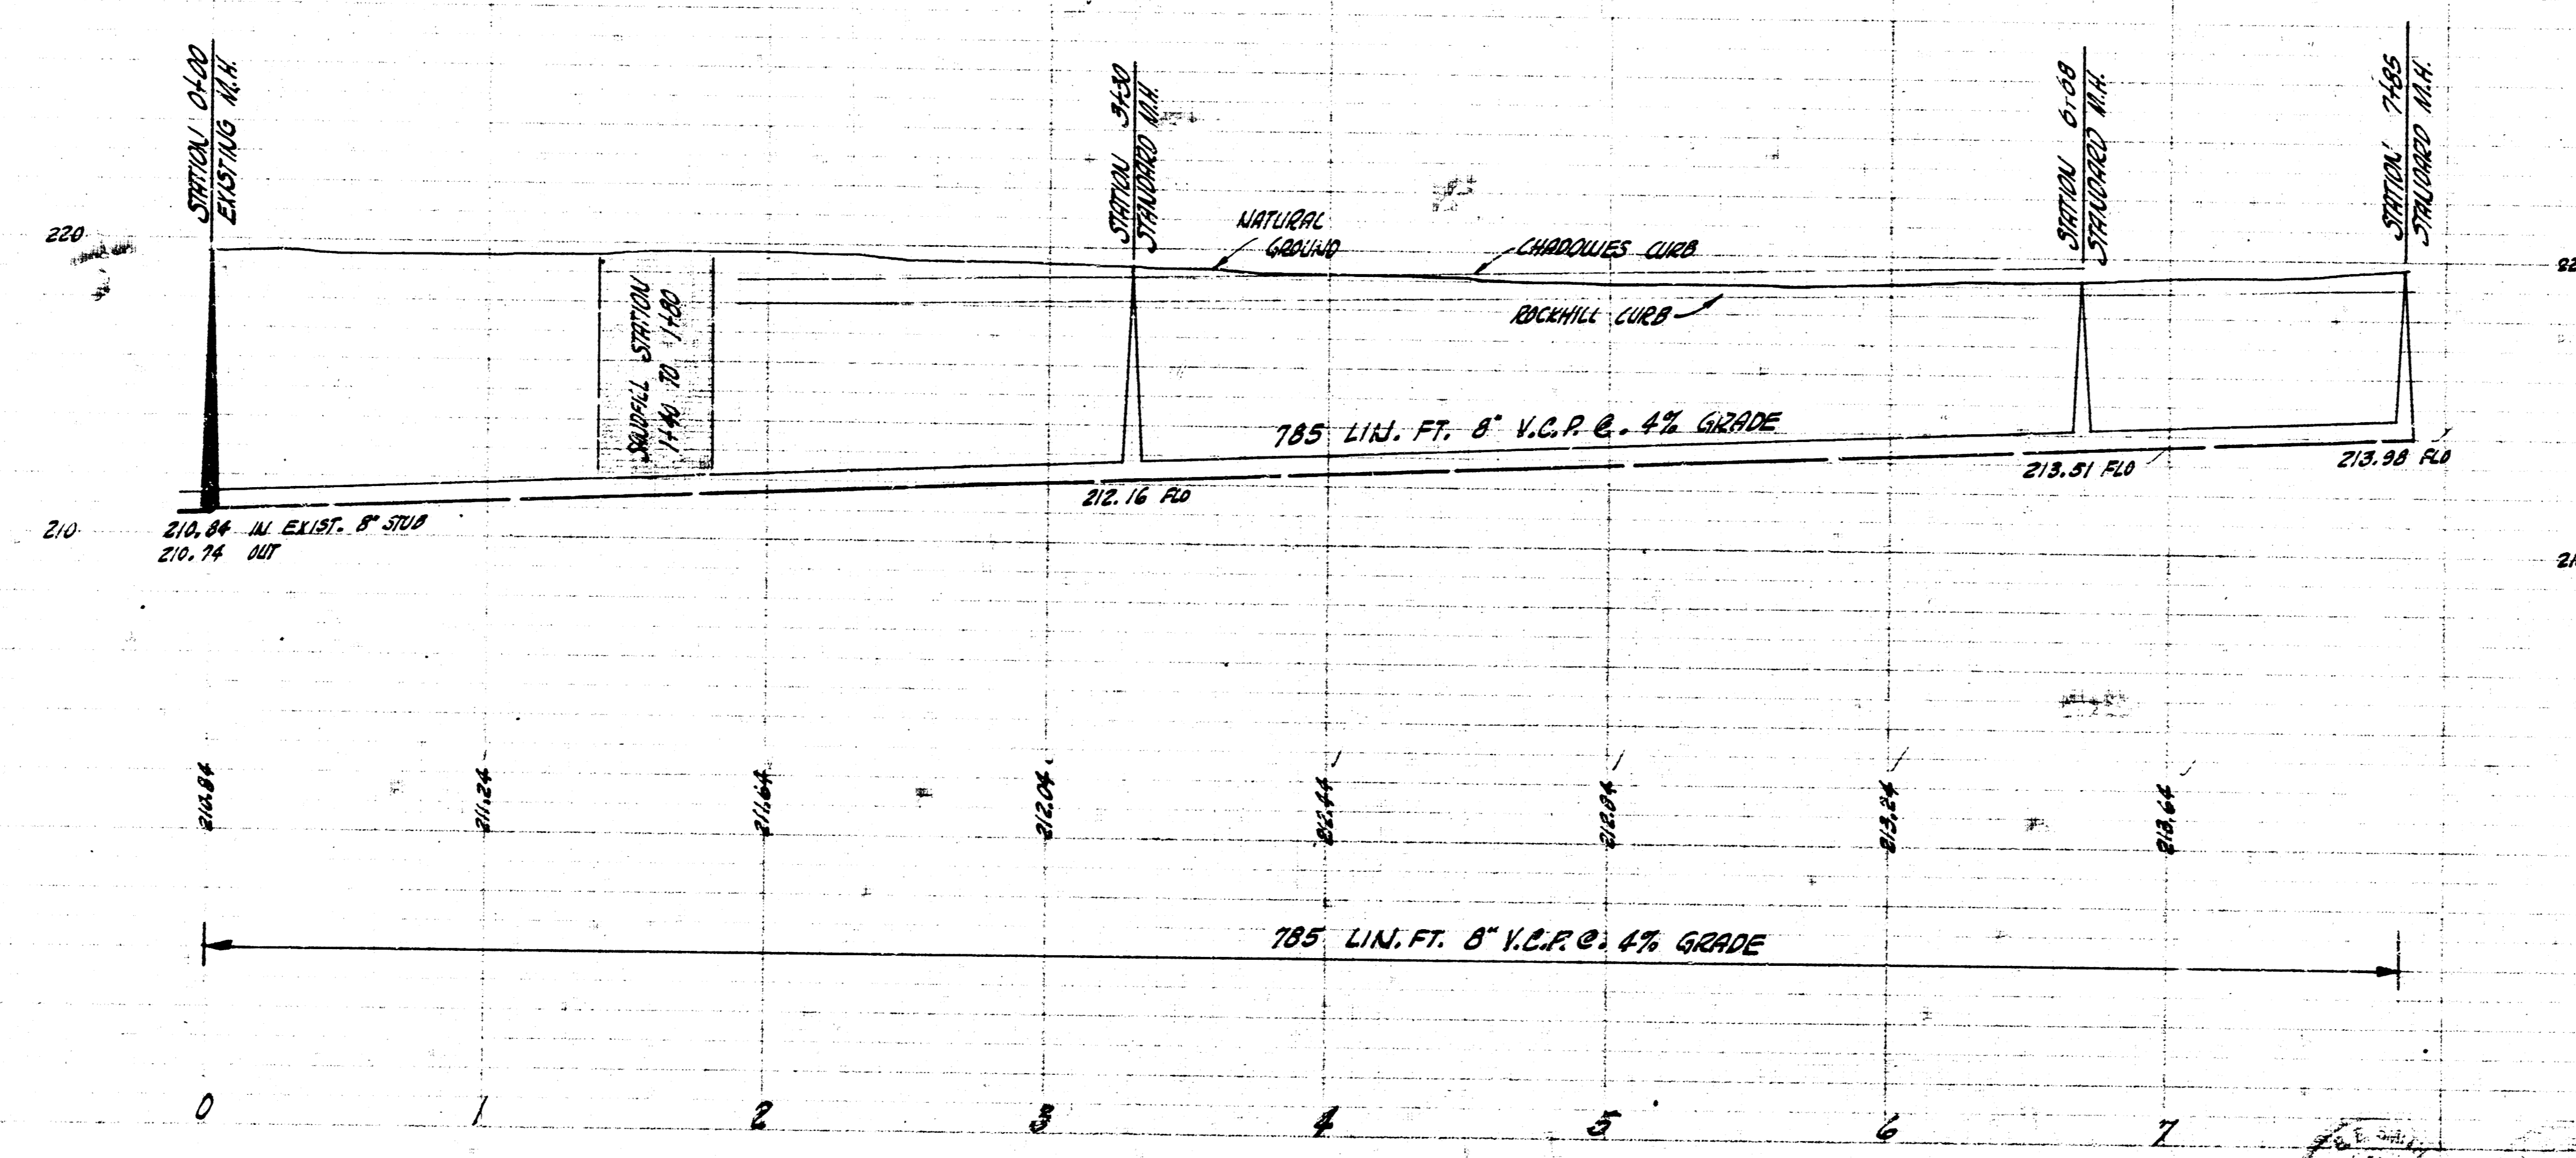 STATION 0+00
EXISTING M.H.
STATION 3+30
STANDARD M.H.
STATION 6+68
STANDARD M.H.
STATION 7+85
STANDARD M.H.
220
NATURAL
GROUND
CHADOWES CURB
ROCKHILL CURB
SANDFILL STATION
1+40 TO 1+80
785 LIN. FT. 8" V.C.P. @ .4% GRADE
212.16 FLO
213.51 FLO
213.98 FLO
210
210.84 IN EXIST. 8" STUB
210.74 OUT
210.84
211.24
211.64
212.04
212.44
212.84
213.24
213.64
785 LIN. FT. 8" V.C.P. @ .4% GRADE
0 1 2 3 4 5 6 7